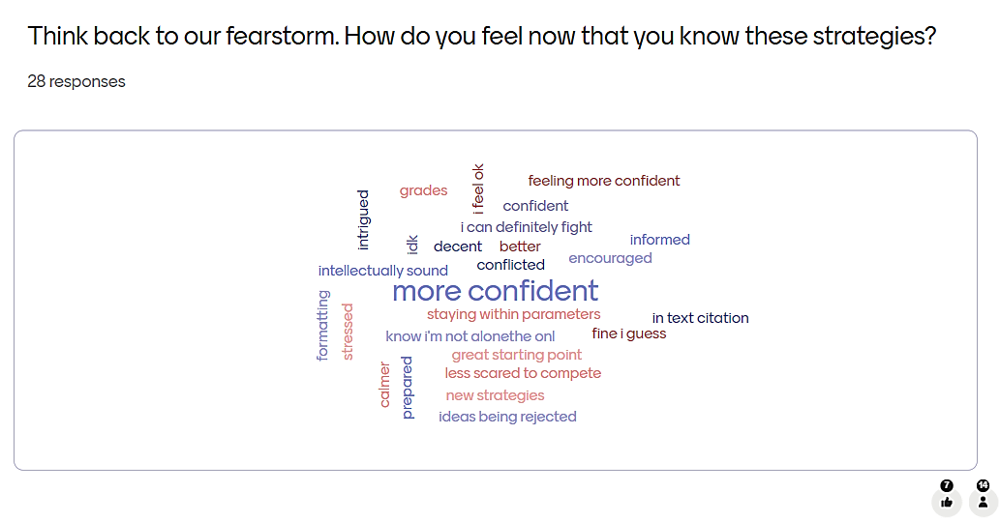 Think back to our fearstorm. How do you feel now that you know these strategies?
28 responses
grades
i feel ok
feeling more confident
intrigued
confident
i can definitely fight
idk
decent
better
informed
conflicted
encouraged
intellectually sound
more confident
formatting
stressed
staying within parameters
in text citation
know i'm not alonethe onl
fine i guess
great starting point
calmer
prepared
less scared to compete
new strategies
ideas being rejected
7
14